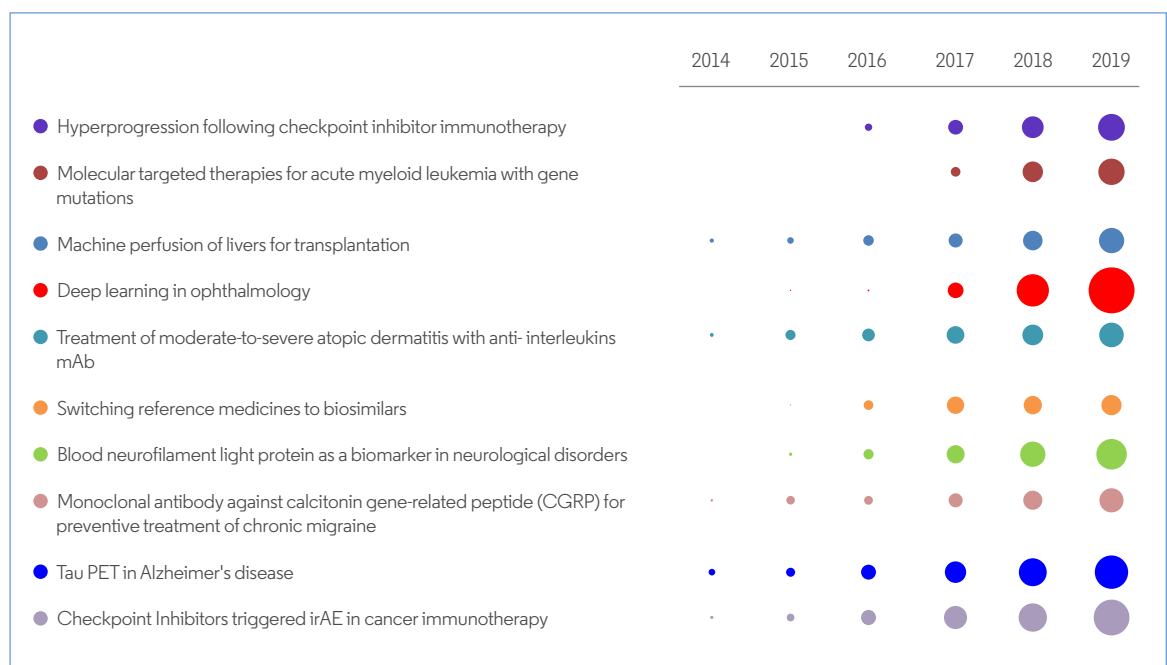 2014 2015 2016 2017 2018 2019
Hyperprogression following checkpoint inhibitor immunotherapy
Molecular targeted therapies for acute myeloid leukemia with gene
mutations
Machine perfusion of livers for transplantation
Deep learning in ophthalmology
Treatment of moderate-to-severe atopic dermatitis with anti- interleukins
mAb
Switching reference medicines to biosimilars
Blood neurofilament light protein as a biomarker in neurological disorders
Monoclonal antibody against calcitonin gene-related peptide (CGRP) for
preventive treatment of chronic migraine
Tau PET in Alzheimer's disease
Checkpoint Inhibitors triggered irAE in cancer immunotherapy